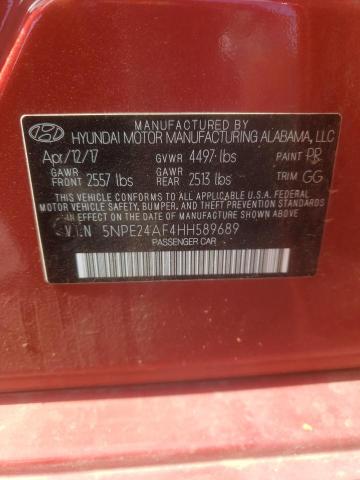 MANUFACTURED BY
HYUNDAI MOTOR MANUFACTURING ALABAMA, LLC
Apr/12/17 GVWR 4497 lbs PAINT PR
GAWR FRONT 2557 lbs GAWR REAR 2513 lbs TRIM GG
THIS VEHICLE CONFORMS TO ALL APPLICABLE U.S.A. FEDERAL
MOTOR VEHICLE SAFETY, BUMPER, AND THEFT PREVENTION STANDARDS
IN EFFECT ON THE DATE OF MANUFACTURE SHOWN ABOVE.
V.I.N 5NPE24AF4HH589689
PASSENGER CAR